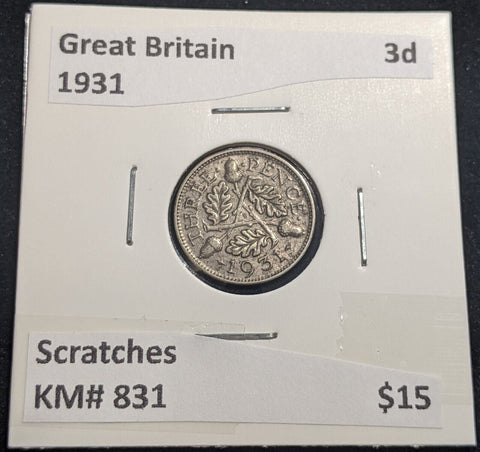 Great Britain 3d
1931
THREE PENCE
1931
Scratches
KM# 831 $15